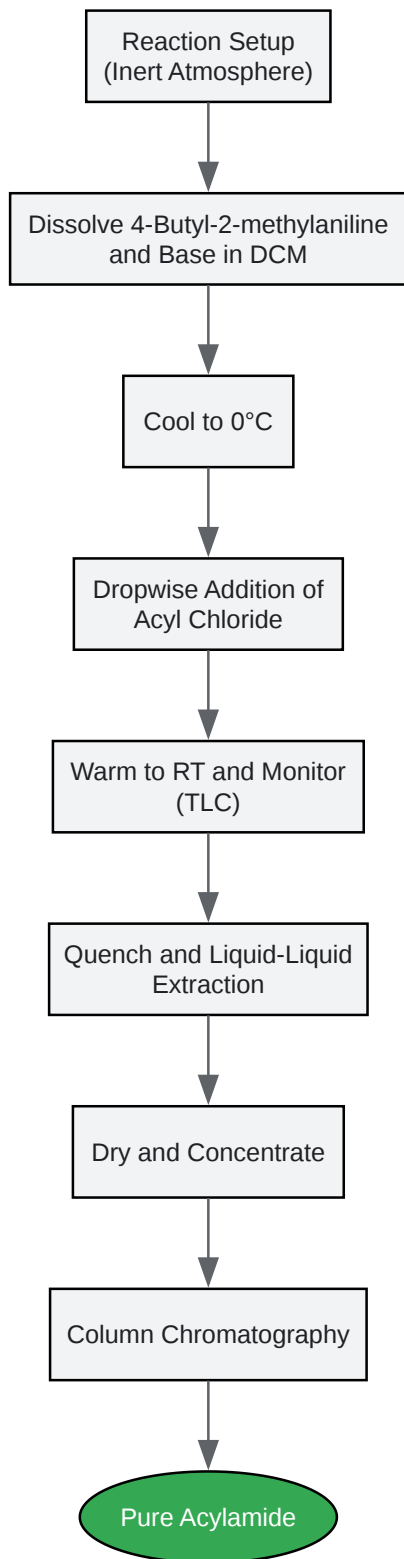 Reaction Setup
(Inert Atmosphere)
Dissolve 4-Butyl-2-methylaniline
and Base in DCM
Cool to 0°C
Dropwise Addition of
Acyl Chloride
Warm to RT and Monitor
(TLC)
Quench and Liquid-Liquid
Extraction
Dry and Concentrate
Column Chromatography
Pure Acylamide